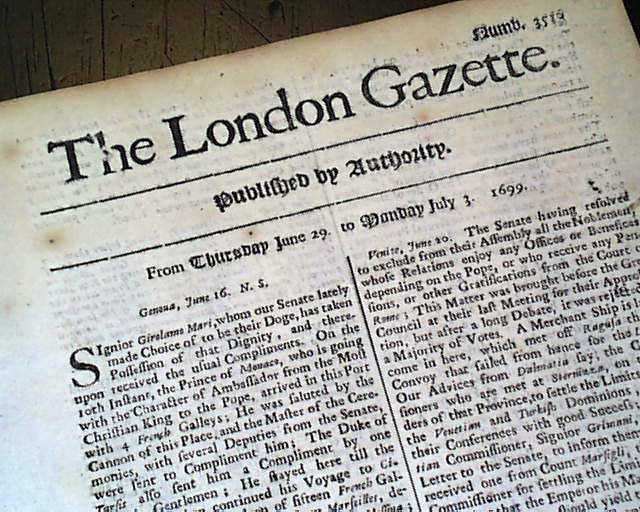 Numb. 3512
The London Gazette.
Published by Authority.
From Thursday June 29. to Monday July 3. 1699.
Genoua, June 16. N. S.
SIgnior Girolamo Mari, whom our Senate lately
made Choice of to be their Doge, has taken
Possession of that Dignity, and there-
upon received the usual Compliments. On the
10th Instant, the Prince of Monaco, who is going
with the Character of Ambassador from the Most
Christian King to the Pope, arrived in this Port
with 4 French Galleys; He was saluted by the
Cannon of this Place, and the Master of the Cere-
monies, with several Deputies from the Senate,
were sent to Compliment him; The Duke of
Tursis also sent him a Compliment by one
Gentlemen; He stayed here till the
continued his Voyage to Ci-
of fifteen French Gal-
Marseilles, de-
Venice, June 20. The Senate having resolved
to exclude from their Assembly all the Noblemen
whose Relations enjoy any Offices or Benefices
depending on the Pope, or who receive any Pen-
sions, or other Gratifications from the Court
Rome; This Matter was brought before the Gr
Council at their last Meeting for their App
tion, but after a long Debate, it was reject
a Majority of Votes. A Merchant Ship is
come in here, which met off Ragusa
Convoy that sailed from hence for the
Our Advices from Dalmatia say, the C
sioners who are met at on
ders of that Province, to settle the Limits
the Venetian and Turkish Dominions
their Conferences with good Success
tian Commissioner, Signior Grimani,
Letter to the Senate, to inform them
received one from Count Marsigli,
Commissioner for settling the Lim
that the Emperor his M
should yield